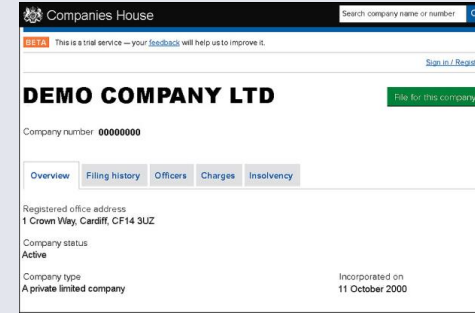 Companies House
Search company name or number
BETA This is a trial service — your feedback will help us to improve it.
Sign in / Regist
DEMO COMPANY LTD
File for this company
Company number 00000000
Overview Filing history Officers Charges Insolvency
Registered office address
1 Crown Way, Cardiff, CF14 3UZ
Company status
Active
Company type Incorporated on
A private limited company 11 October 2000